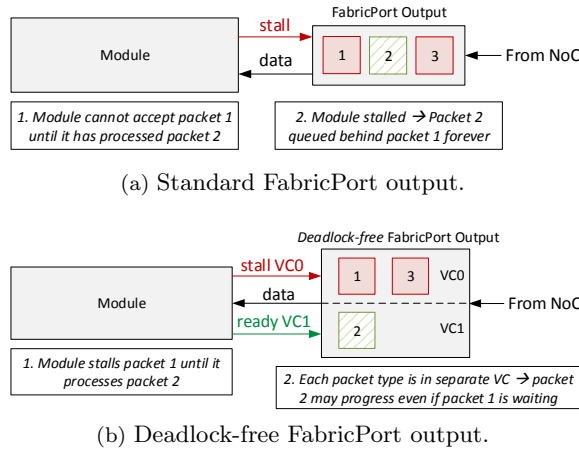 FabricPort Output
stall
Module
1 2 3
data
From NoC
1. Module cannot accept packet 1
until it has processed packet 2
2. Module stalled → Packet 2
queued behind packet 1 forever
(a) Standard FabricPort output.
Deadlock-free FabricPort Output
stall VC0
1 3 VC0
Module
data
From NoC
ready VC1
2 VC1
1. Module stalls packet 1 until it
processes packet 2
2. Each packet type is in separate VC → packet
2 may progress even if packet 1 is waiting
(b) Deadlock-free FabricPort output.